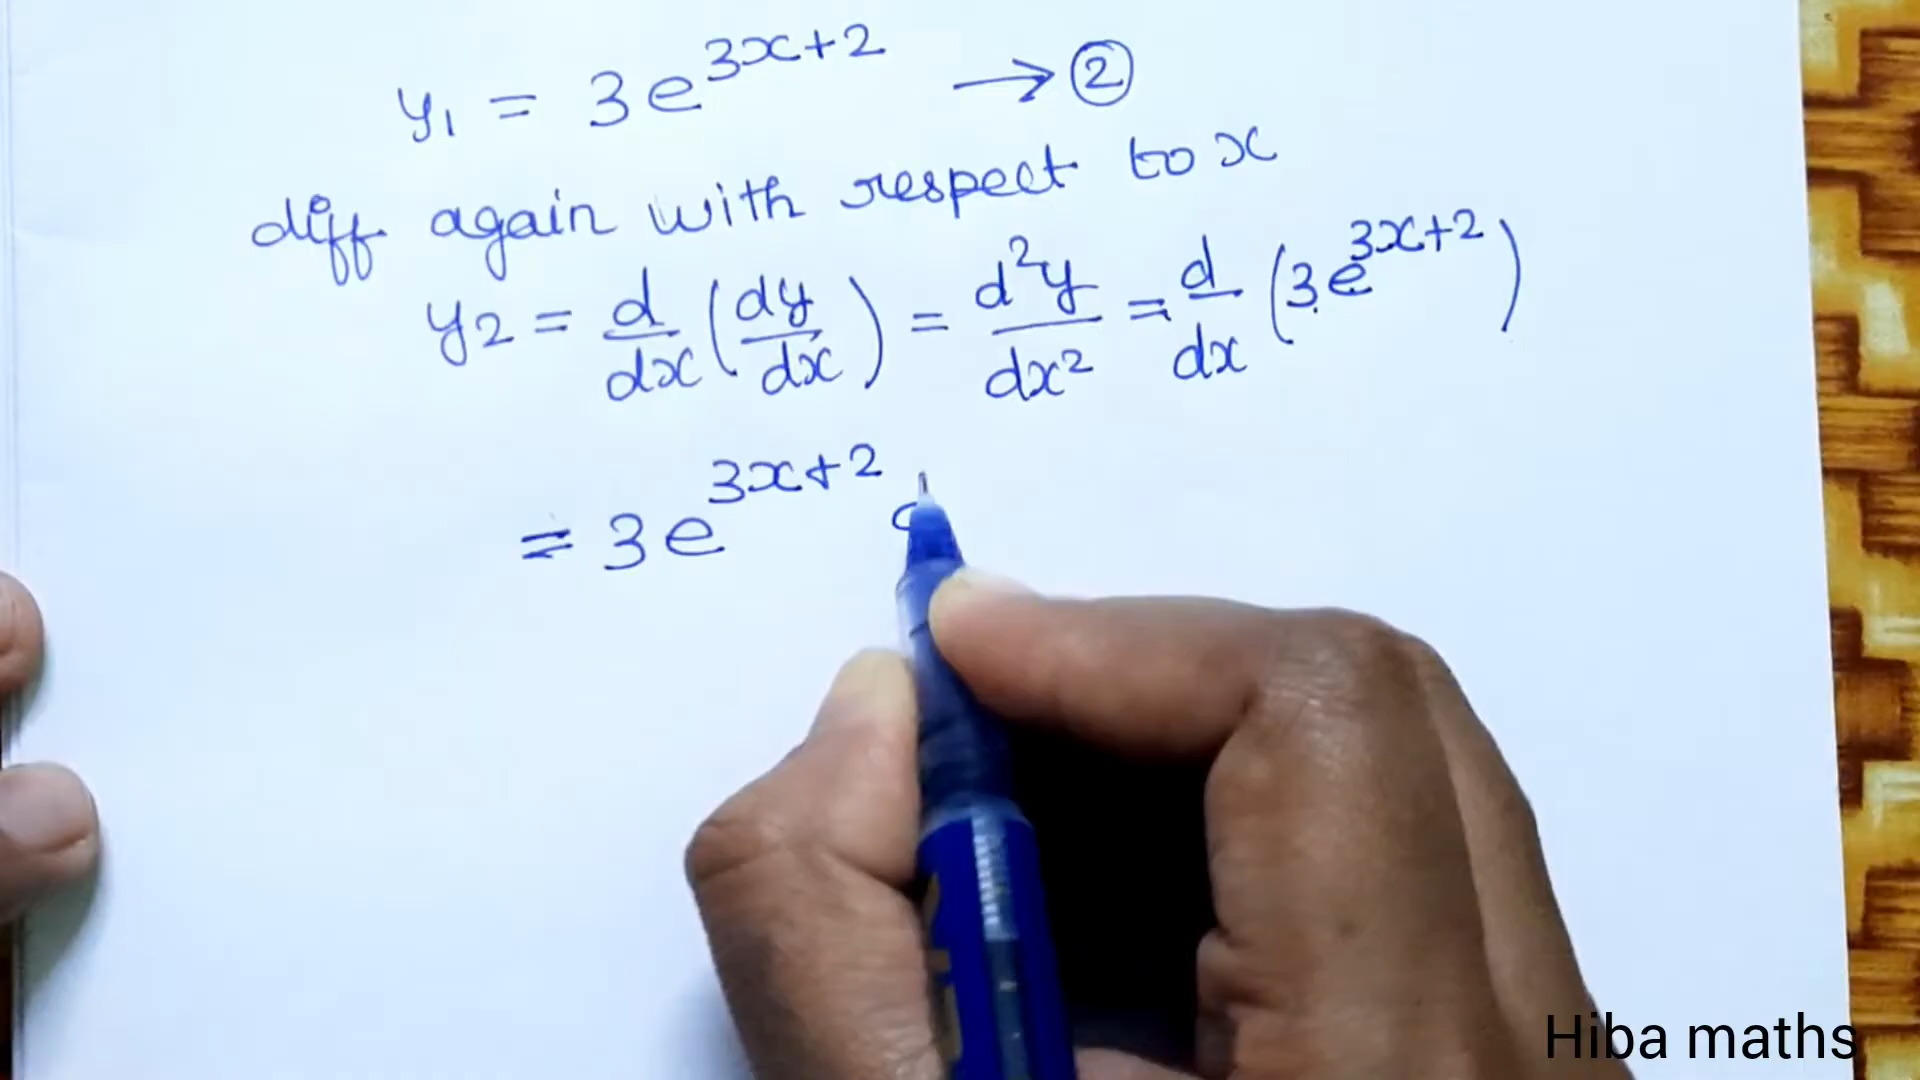 y₁ = 3e^{3x+2} → ②
diff again with respect to x
y2 = d/dx (dy/dx) = d²y/dx² = d/dx (3e^{3x+2})
= 3e^{3x+2}
Hiba maths